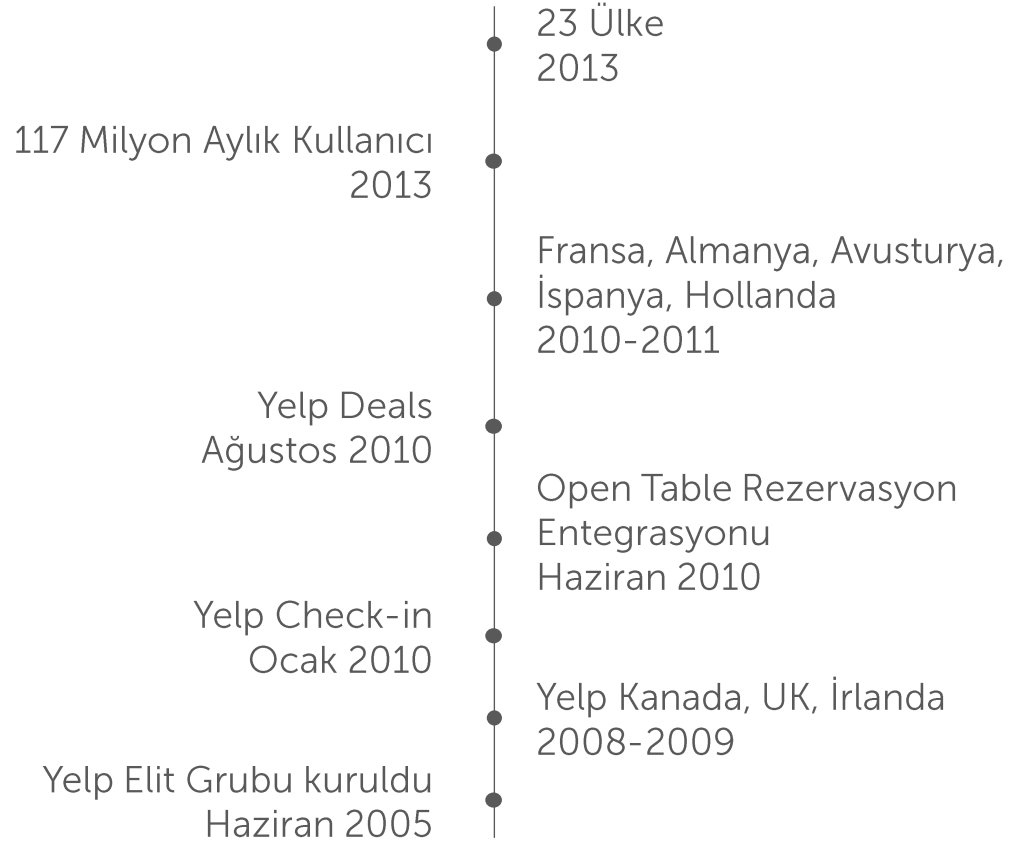 23 Ülke
2013
117 Milyon Aylık Kullanıcı
2013
Fransa, Almanya, Avusturya,
İspanya, Hollanda
2010-2011
Yelp Deals
Ağustos 2010
Open Table Rezervasyon
Entegrasyonu
Haziran 2010
Yelp Check-in
Ocak 2010
Yelp Kanada, UK, İrlanda
2008-2009
Yelp Elit Grubu kuruldu
Haziran 2005